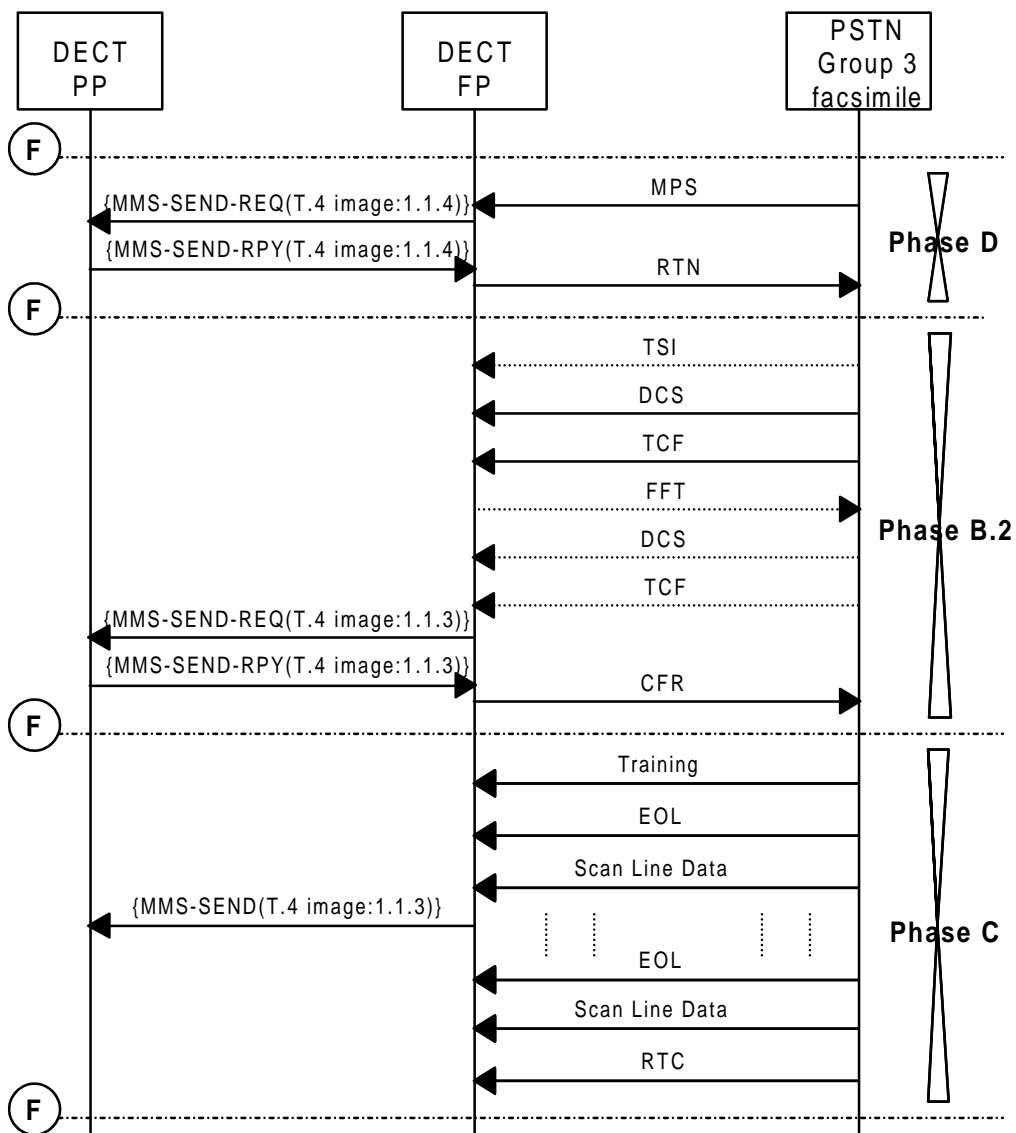 DECT
PP
DECT
FP
PSTN
Group 3
facsimile
F
MPS
{MMS-SEND-REQ(T.4 image:1.1.4)}
Phase D
{MMS-SEND-RPY(T.4 image:1.1.4)}
RTN
F
TSI
DCS
TCF
FFT
Phase B.2
DCS
TCF
{MMS-SEND-REQ(T.4 image:1.1.3)}
{MMS-SEND-RPY(T.4 image:1.1.3)}
CFR
F
Training
EOL
Scan Line Data
{MMS-SEND(T.4 image:1.1.3)}
Phase C
EOL
Scan Line Data
RTC
F